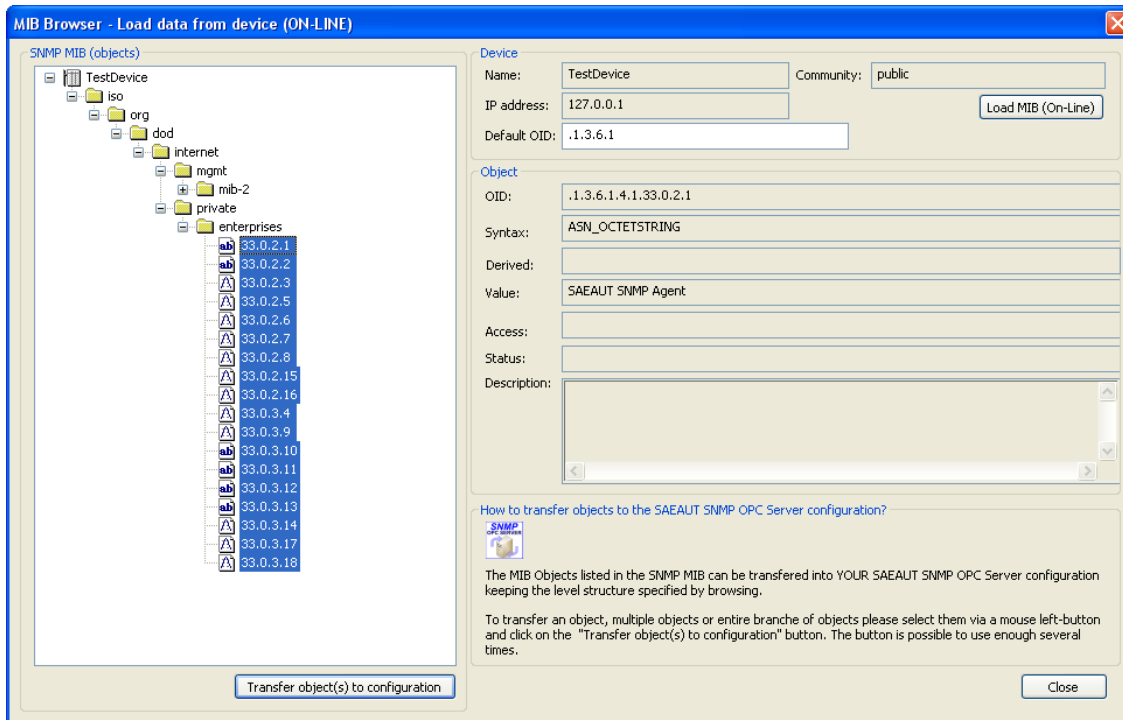 MIB Browser - Load data from device (ON-LINE)
SNMP MIB (objects)
TestDevice
iso
org
dod
internet
mgmt
mib-2
private
enterprises
ab 33.0.2.1
ab 33.0.2.2
33.0.2.3
33.0.2.5
33.0.2.6
33.0.2.7
33.0.2.8
33.0.2.15
33.0.2.16
33.0.3.4
33.0.3.9
ab 33.0.3.10
ab 33.0.3.11
ab 33.0.3.12
ab 33.0.3.13
33.0.3.14
33.0.3.17
33.0.3.18
Transfer object(s) to configuration
Device
Name: TestDevice Community: public
IP address: 127.0.0.1 Load MIB (On-Line)
Default OID: .1.3.6.1
Object
OID: .1.3.6.1.4.1.33.0.2.1
Syntax: ASN_OCTETSTRING
Derived:
Value: SAEAUT SNMP Agent
Access:
Status:
Description:
How to transfer objects to the SAEAUT SNMP OPC Server configuration?
SNMP
OPC SERVER
The MIB Objects listed in the SNMP MIB can be transfered into YOUR SAEAUT SNMP OPC Server configuration
keeping the level structure specified by browsing.
To transfer an object, multiple objects or entire branche of objects please select them via a mouse left-button
and click on the "Transfer object(s) to configuration" button. The button is possible to use enough several
times.
Close